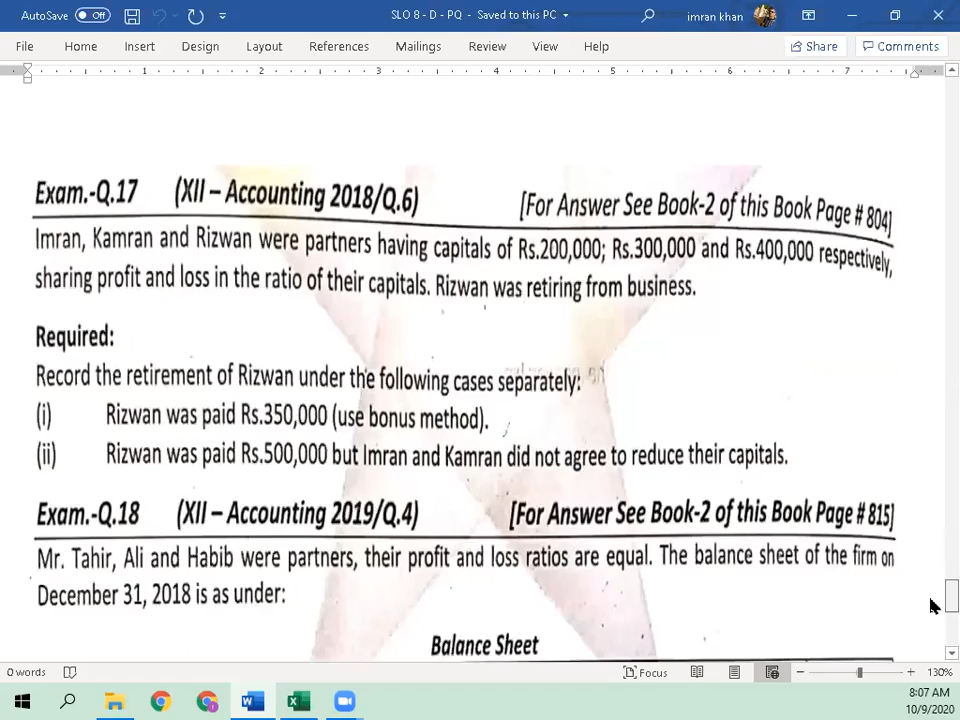 AutoSave Off SLO 8 - D - PQ - Saved to this PC imran khan
File Home Insert Design Layout References Mailings Review View Help Share Comments
1 2 3 4 5 6 7
Exam.-Q.17 (XII – Accounting 2018/Q.6) [For Answer See Book-2 of this Book Page # 804]
Imran, Kamran and Rizwan were partners having capitals of Rs.200,000; Rs.300,000 and Rs.400,000 respectively,
sharing profit and loss in the ratio of their capitals. Rizwan was retiring from business.
Required:
Record the retirement of Rizwan under the following cases separately:
(i) Rizwan was paid Rs.350,000 (use bonus method).
(ii) Rizwan was paid Rs.500,000 but Imran and Kamran did not agree to reduce their capitals.
Exam.-Q.18 (XII – Accounting 2019/Q.4) [For Answer See Book-2 of this Book Page # 815]
Mr. Tahir, Ali and Habib were partners, their profit and loss ratios are equal. The balance sheet of the firm on
December 31, 2018 is as under:
Balance Sheet
0 words Focus 130%
8:07 AM
10/9/2020